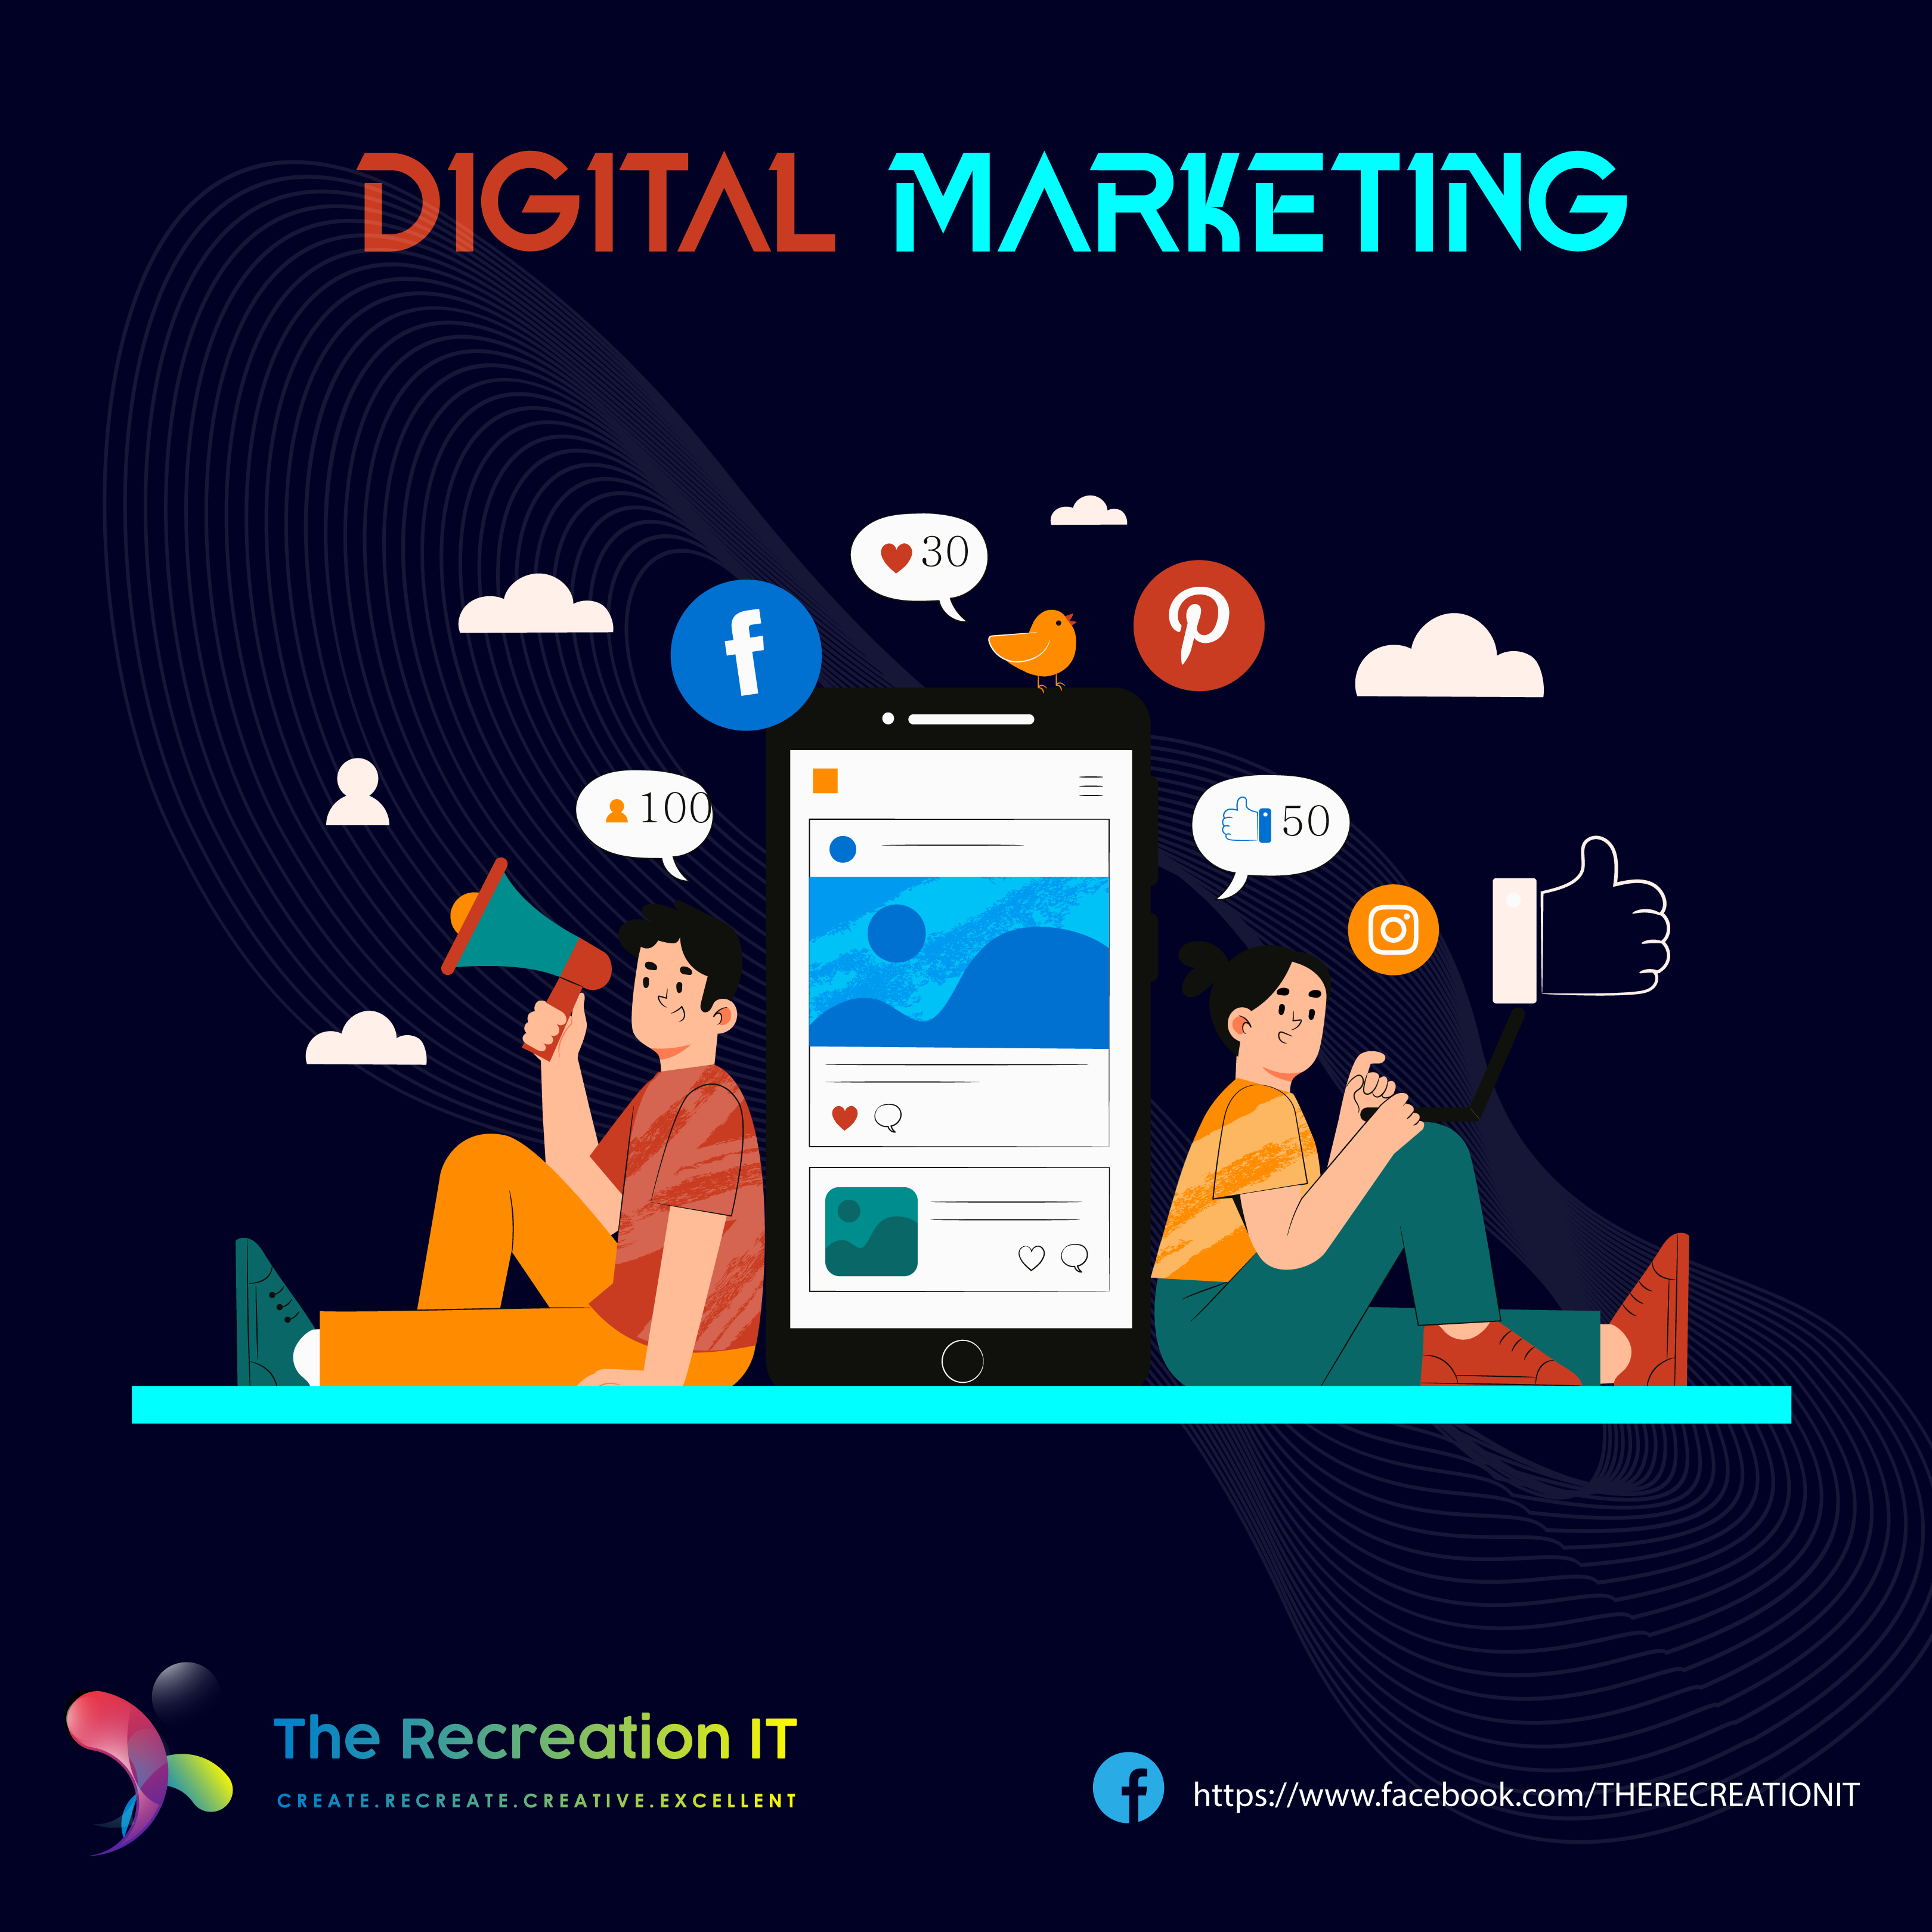 DIGITAL MARKETING
30
100
50
The Recreation IT
CREATE.RECREATE.CREATIVE.EXCELLENT
https://www.facebook.com/THERECREATIONIT